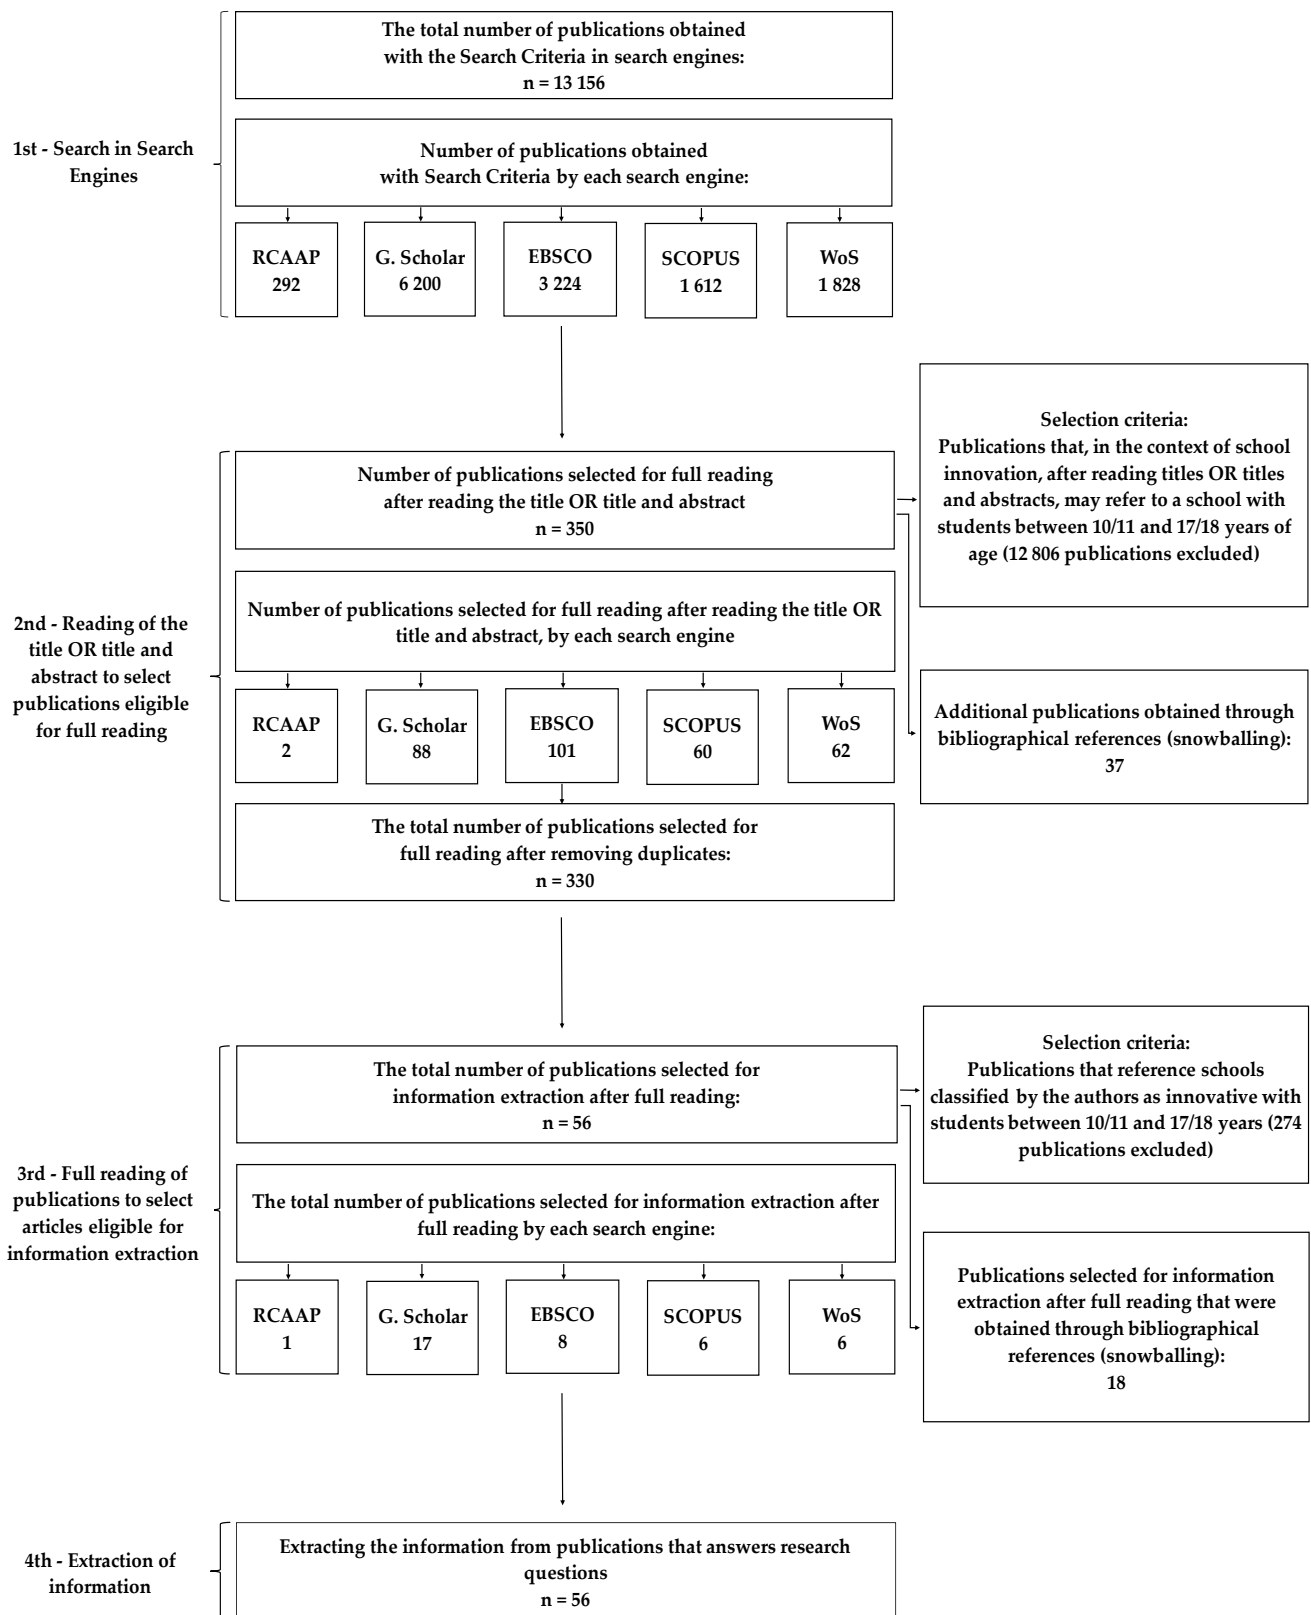 The total number of publications obtained
with the Search Criteria in search engines:
n = 13 156
1st - Search in Search
Engines
Number of publications obtained
with Search Criteria by each search engine:
RCAAP
292
G. Scholar
6 200
EBSCO
3 224
SCOPUS
1 612
WoS
1 828
Number of publications selected for full reading
after reading the title OR title and abstract
n = 350
Selection criteria:
Publications that, in the context of school
innovation, after reading titles OR titles
and abstracts, may refer to a school with
students between 10/11 and 17/18 years of
age (12 806 publications excluded)
2nd - Reading of the
title OR title and
abstract to select
publications eligible
for full reading
Number of publications selected for full reading after reading the title OR
title and abstract, by each search engine
RCAAP
2
G. Scholar
88
EBSCO
101
SCOPUS
60
WoS
62
Additional publications obtained through
bibliographical references (snowballing):
37
The total number of publications selected for
full reading after removing duplicates:
n = 330
The total number of publications selected for
information extraction after full reading:
n = 56
Selection criteria:
Publications that reference schools
classified by the authors as innovative with
students between 10/11 and 17/18 years (274
publications excluded)
3rd - Full reading of
publications to select
articles eligible for
information extraction
The total number of publications selected for information extraction after
full reading by each search engine:
RCAAP
1
G. Scholar
17
EBSCO
8
SCOPUS
6
WoS
6
Publications selected for information
extraction after full reading that were
obtained through bibliographical
references (snowballing):
18
4th - Extraction of
information
Extracting the information from publications that answers research
questions
n = 56